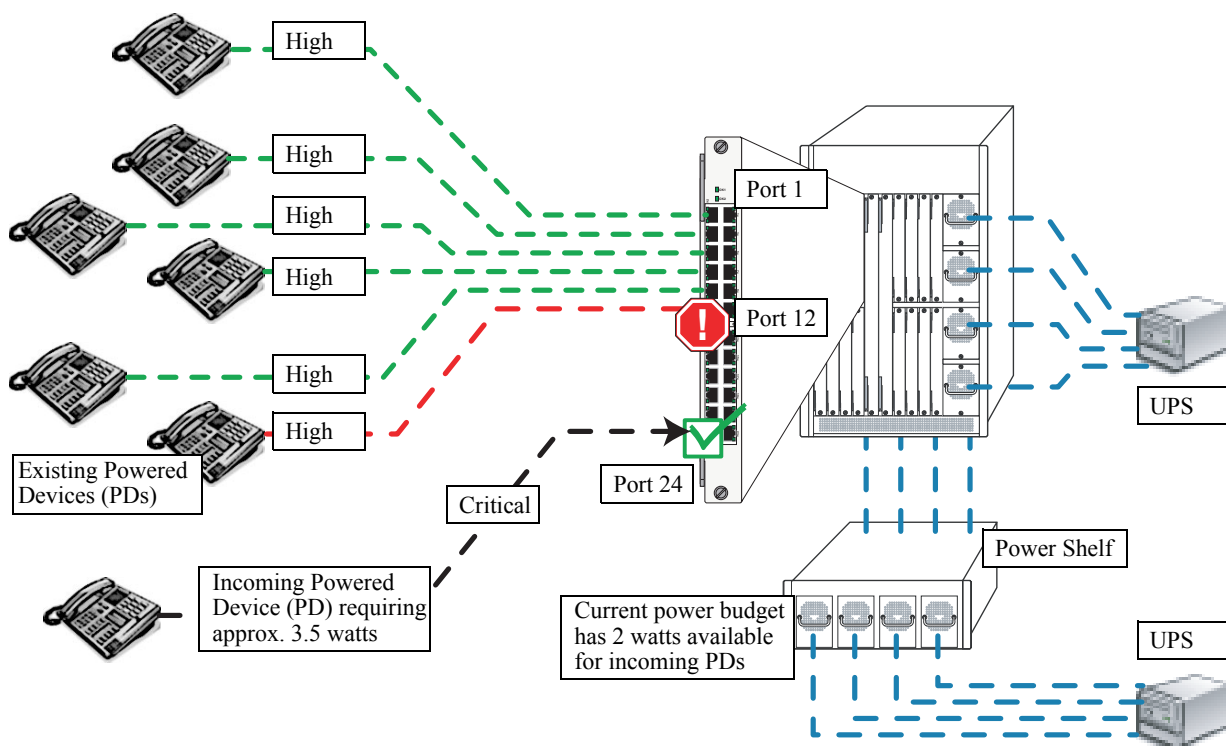 High
High
High
High
High
High
Port 1
Port 12
Port 24
Existing Powered
Devices (PDs)
Critical
Incoming Powered
Device (PD) requiring
approx. 3.5 watts
UPS
Power Shelf
Current power budget
has 2 watts available
for incoming PDs
UPS